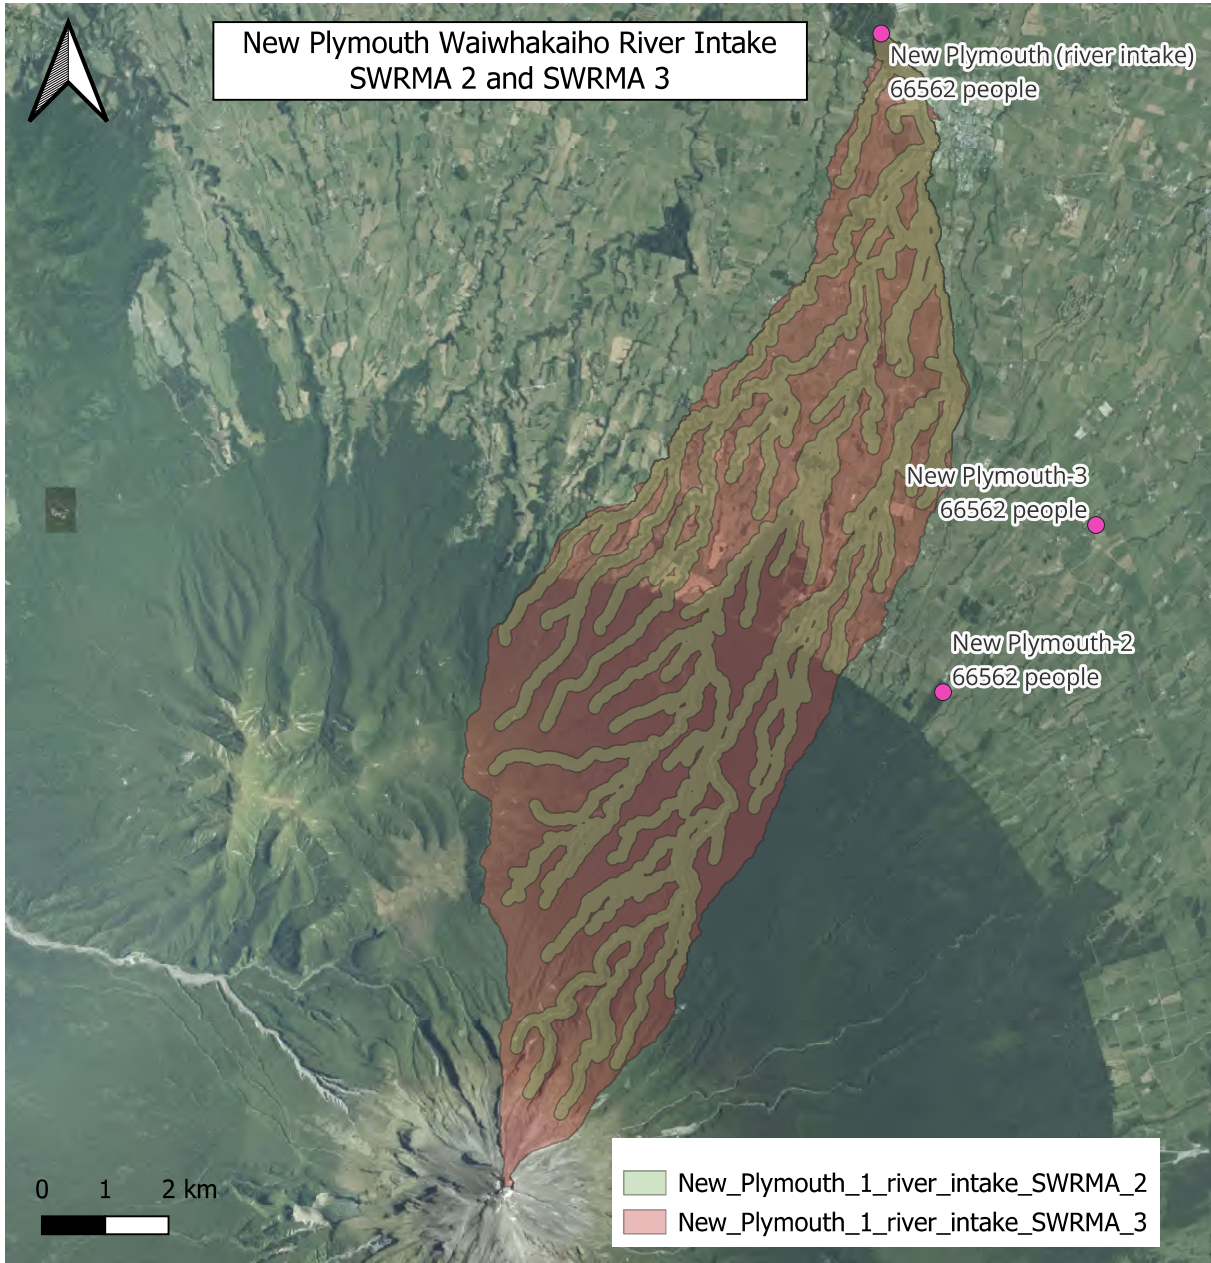 New Plymouth Waiwhakaiho River Intake
SWRMA 2 and SWRMA 3
New Plymouth (river intake)
66562 people
New Plymouth-3
66562 people
New Plymouth-2
66562 people
0 1 2 km
New_Plymouth_1_river_intake_SWRMA_2
New_Plymouth_1_river_intake_SWRMA_3